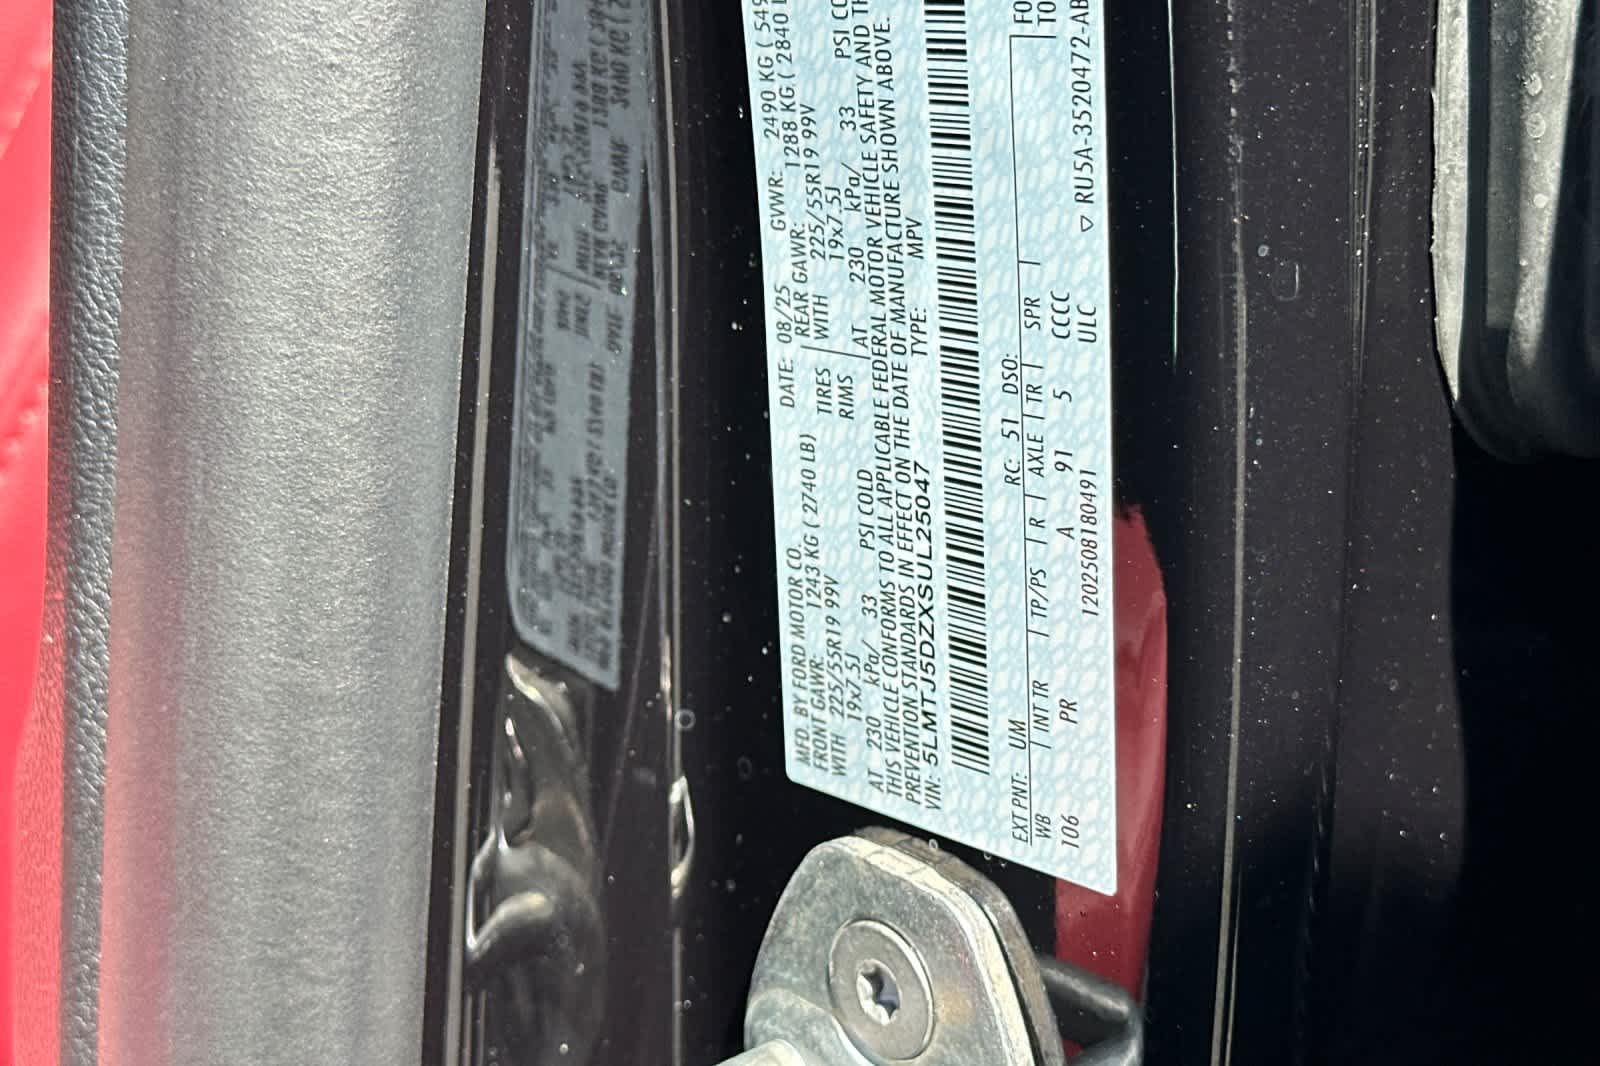 MFD. BY FORD MOTOR CO.
DATE: 08/25 GVWR: 2490 KG ( 549
FRONT GAWR: 1243 KG ( 2740 LB) REAR GAWR: 1288 KG ( 2840 L
WITH 225/55R19 99V TIRES WITH 225/55R19 99V
19x7.5J RIMS 19x7.5J
AT 230 kPa/ 33 PSI COLD AT 230 kPa/ 33 PSI CO
THIS VEHICLE CONFORMS TO ALL APPLICABLE FEDERAL MOTOR VEHICLE SAFETY AND TH
PREVENTION STANDARDS IN EFFECT ON THE DATE OF MANUFACTURE SHOWN ABOVE.
VIN: 5LMTJ5DZXSUL25047 TYPE: MPV
F0
T0
EXT PNT: UM RC: 51 DSO:
WB / INT TR / TP/PS / R / AXLE / TR / SPR /
106 PR A 91 5 CCCC
120250818049​1 ULC ▽ RU5A-3520472-AB